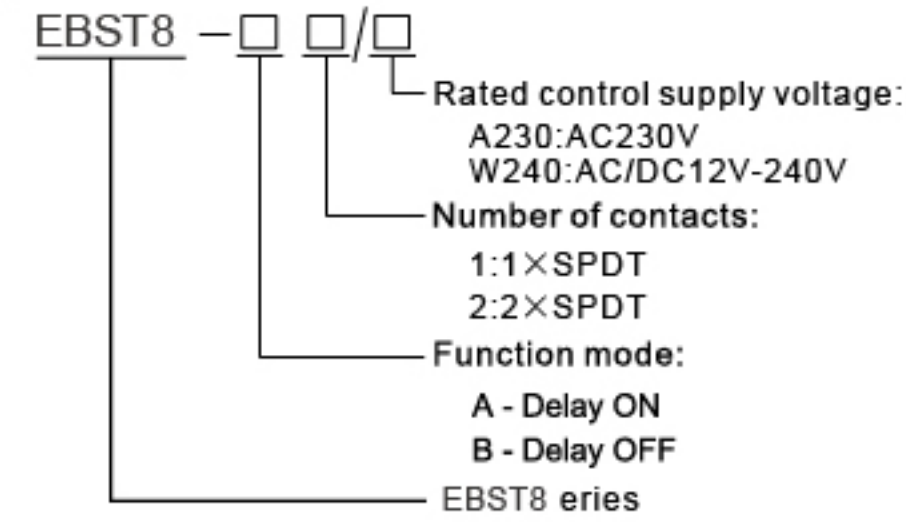 EBST8 -□ □/□
Rated control supply voltage:
A230:AC230V
W240:AC/DC12V-240V
Number of contacts:
1:1×SPDT
2:2×SPDT
Function mode:
A - Delay ON
B - Delay OFF
EBST8 eries